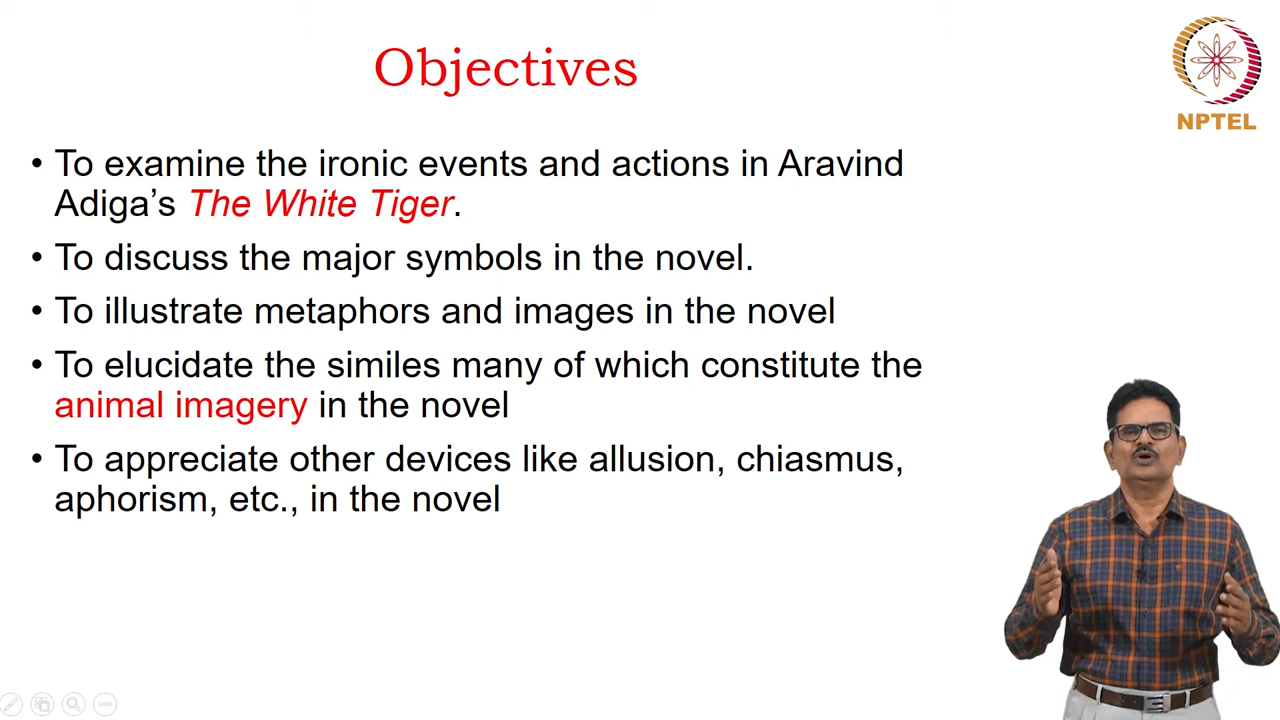 Objectives
NPTEL
• To examine the ironic events and actions in Aravind
Adiga’s The White Tiger.
• To discuss the major symbols in the novel.
• To illustrate metaphors and images in the novel
• To elucidate the similes many of which constitute the
animal imagery in the novel
• To appreciate other devices like allusion, chiasmus,
aphorism, etc., in the novel